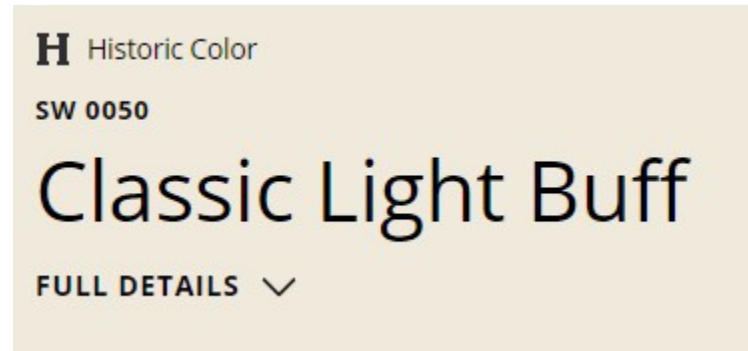 H Historic Color
SW 0050
Classic Light Buff
FULL DETAILS